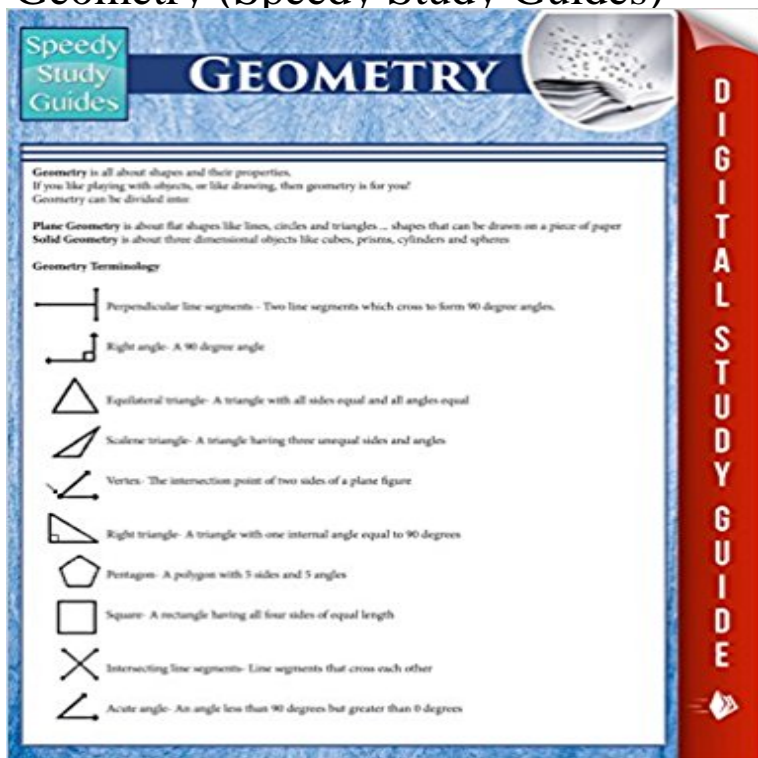 Geometry (Speedy Study Guides)
Speedy
Study
Guides
GEOMETRY
Geometry is all about shapes and their properties.
If you like playing with objects, or like drawing, then geometry is for you!
Geometry can be divided into:
Plane Geometry is about flat shapes like lines, circles and triangles ... shapes that can be drawn on a piece of paper
Solid Geometry is about three dimensional objects like cubes, prisms, cylinders and spheres
Geometry Terminology
Perpendicular line segments - Two line segments which cross to form 90 degree angles.
Right angle- A 90 degree angle
Equilateral triangle- A triangle with all sides equal and all angles equal
Scalene triangle- A triangle having three unequal sides and angles
Vertex- The intersection point of two sides of a plane figure
Right triangle- A triangle with one internal angle equal to 90 degrees
Pentagon- A polygon with 5 sides and 5 angles
Square- A rectangle having all four sides of equal length
Intersecting line segments- Line segments that cross each other
Acute angle- An angle less than 90 degrees but greater than 0 degrees
DIGITAL STUDY GUIDE